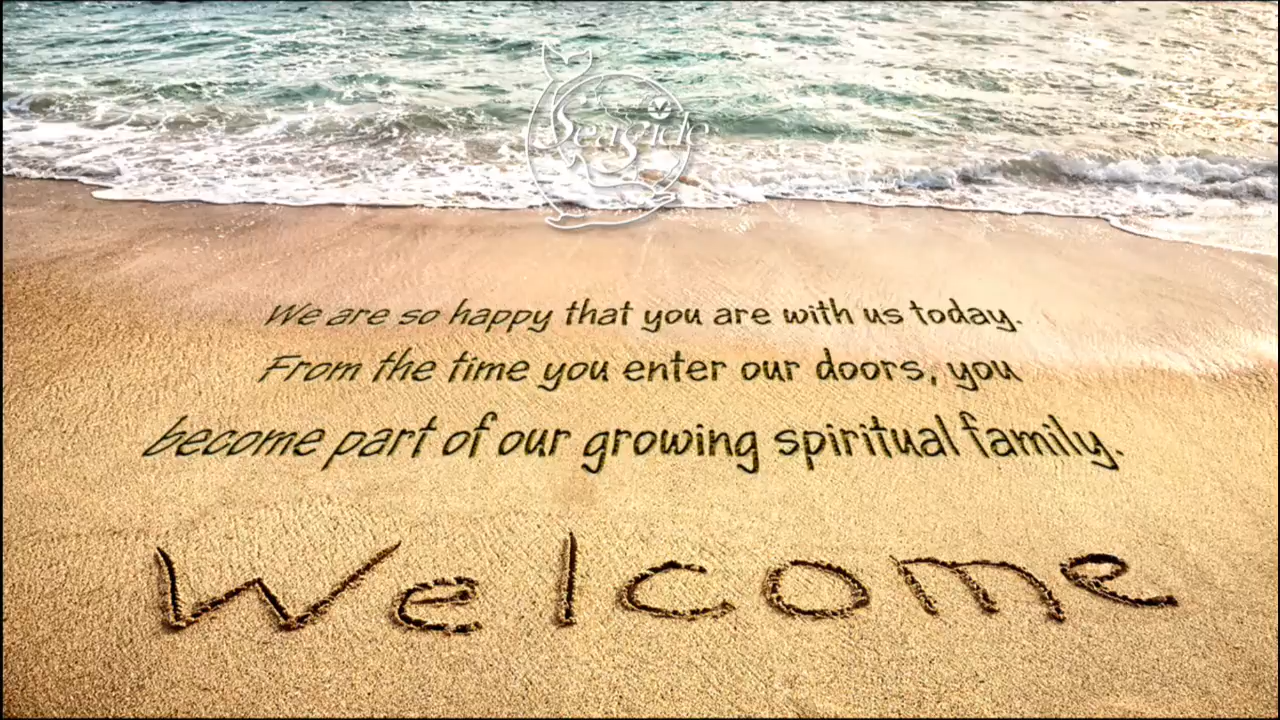 Seaside
We are so happy that you are with us today.
From the time you enter our doors, you
become part of our growing spiritual family.
Welcome